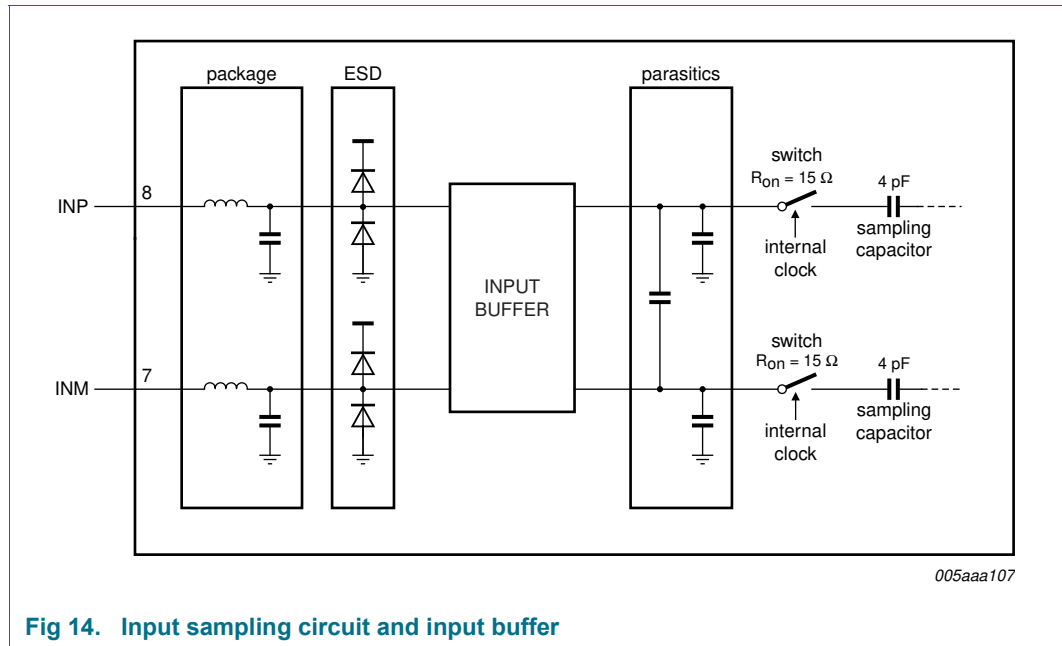 package
ESD
parasitics
switch
Ron = 15 Ω
4 pF
INP
8
internal
clock
sampling
capacitor
INPUT
BUFFER
switch
Ron = 15 Ω
4 pF
INM
7
internal
clock
sampling
capacitor
005aaa107
Fig 14. Input sampling circuit and input buffer